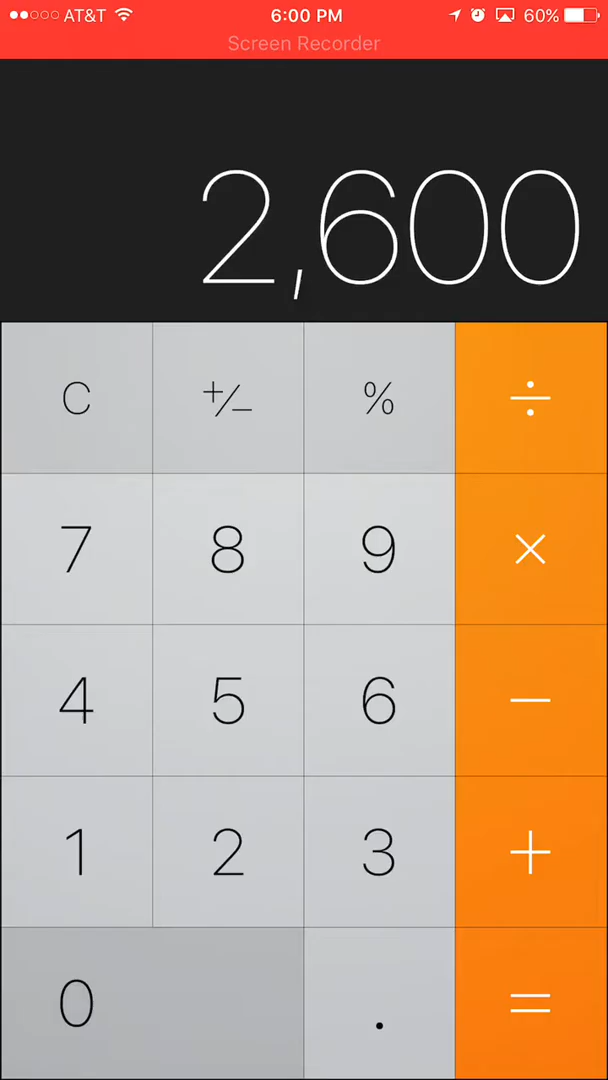 AT&T 6:00 PM 60%
Screen Recorder
2,600
C +/− % ÷
7 8 9 ×
4 5 6 −
1 2 3 +
0 . =